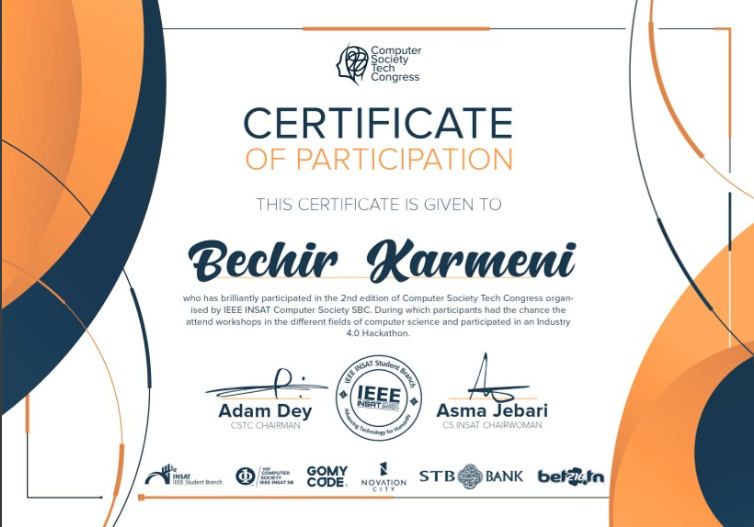 Computer
Society
Tech
Congress
CERTIFICATE
OF PARTICIPATION
THIS CERTIFICATE IS GIVEN TO
Bechir Karmeni
who has brilliantly participated in the 2nd edition of Computer Society Tech Congress organ-
ised by IEEE INSAT Computer Society SBC. During which participants had the chance the
attend workshops in the different fields of computer science and participated in an Industry
4.0 Hackathon.
IEEE INSAT Student Branch
IEEE
INSAT
Advancing Technology for Humanity
Adam Dey
CSTC CHAIRMAN
Asma Jebari
CS INSAT CHAIRWOMAN
INSAT
IEEE Student Branch
IEEE
COMPUTER
SOCIETY
IEEE INSAT SB
GOMY
CODE
NOVATION
CITY
STB BANK
bet216.tn